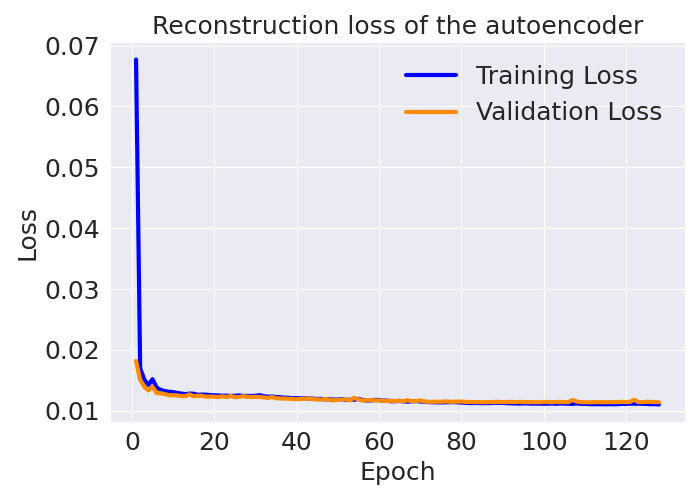 Reconstruction loss of the autoencoder
0.07
0.06
0.05
0.04
0.03
0.02
0.01
Loss
Training Loss
Validation Loss
0 20 40 60 80 100 120
Epoch